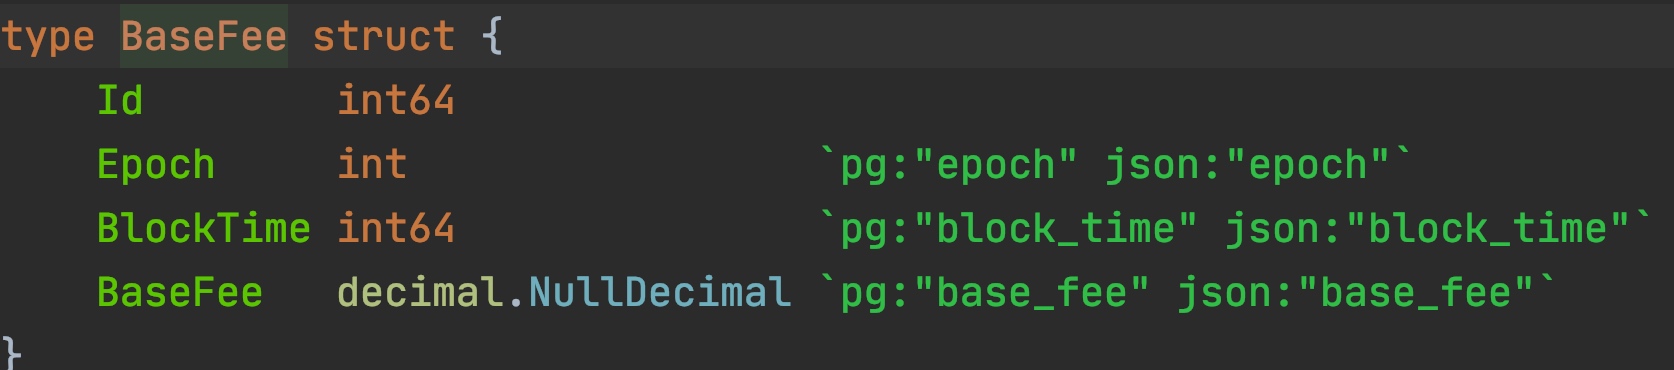 type BaseFee struct {
    Id        int64
    Epoch     int                 `pg:"epoch" json:"epoch"`
    BlockTime int64               `pg:"block_time" json:"block_time"`
    BaseFee   decimal.NullDecimal `pg:"base_fee" json:"base_fee"`
}